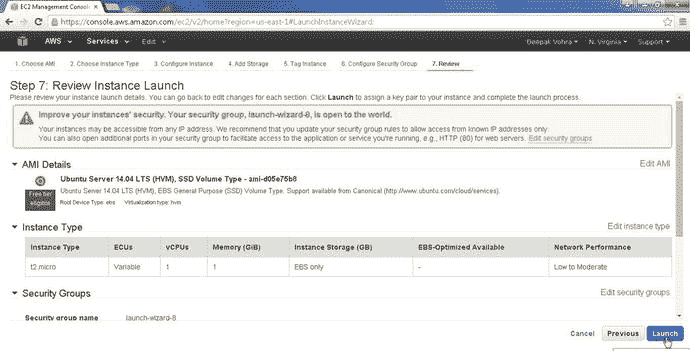 EC2 Management Console
https://console.aws.amazon.com/ec2/v2/home?region=us-east-1#LaunchInstanceWizard:
AWS Services Edit Deepak Vohra N. Virginia Support
1. Choose AMI 2. Choose Instance Type 3. Configure Instance 4. Add Storage 5. Tag Instance 6. Configure Security Group 7. Review
Step 7: Review Instance Launch
Please review your instance launch details. You can go back to edit changes for each section. Click Launch to assign a key pair to your instance and complete the launch process.
Improve your instances' security. Your security group, launch-wizard-8, is open to the world.
Your instances may be accessible from any IP address. We recommend that you update your security group rules to allow access from known IP addresses only.
You can also open additional ports in your security group to facilitate access to the application or service you're running, e.g., HTTP (80) for web servers. Edit security groups
AMI Details Edit AMI
Ubuntu Server 14.04 LTS (HVM), SSD Volume Type - ami-d05e75b8
Free tier eligible
Ubuntu Server 14.04 LTS (HVM), EBS General Purpose (SSD) Volume Type. Support available from Canonical (http://www.ubuntu.com/cloud/services).
Root Device Type: ebs Virtualization type: hvm
Instance Type Edit instance type
Instance Type ECUs vCPUs Memory (GiB) Instance Storage (GB) EBS-Optimized Available Network Performance
t2.micro Variable 1 1 EBS only - Low to Moderate
Security Groups Edit security groups
Security group name launch-wizard-8
Cancel Previous Launch